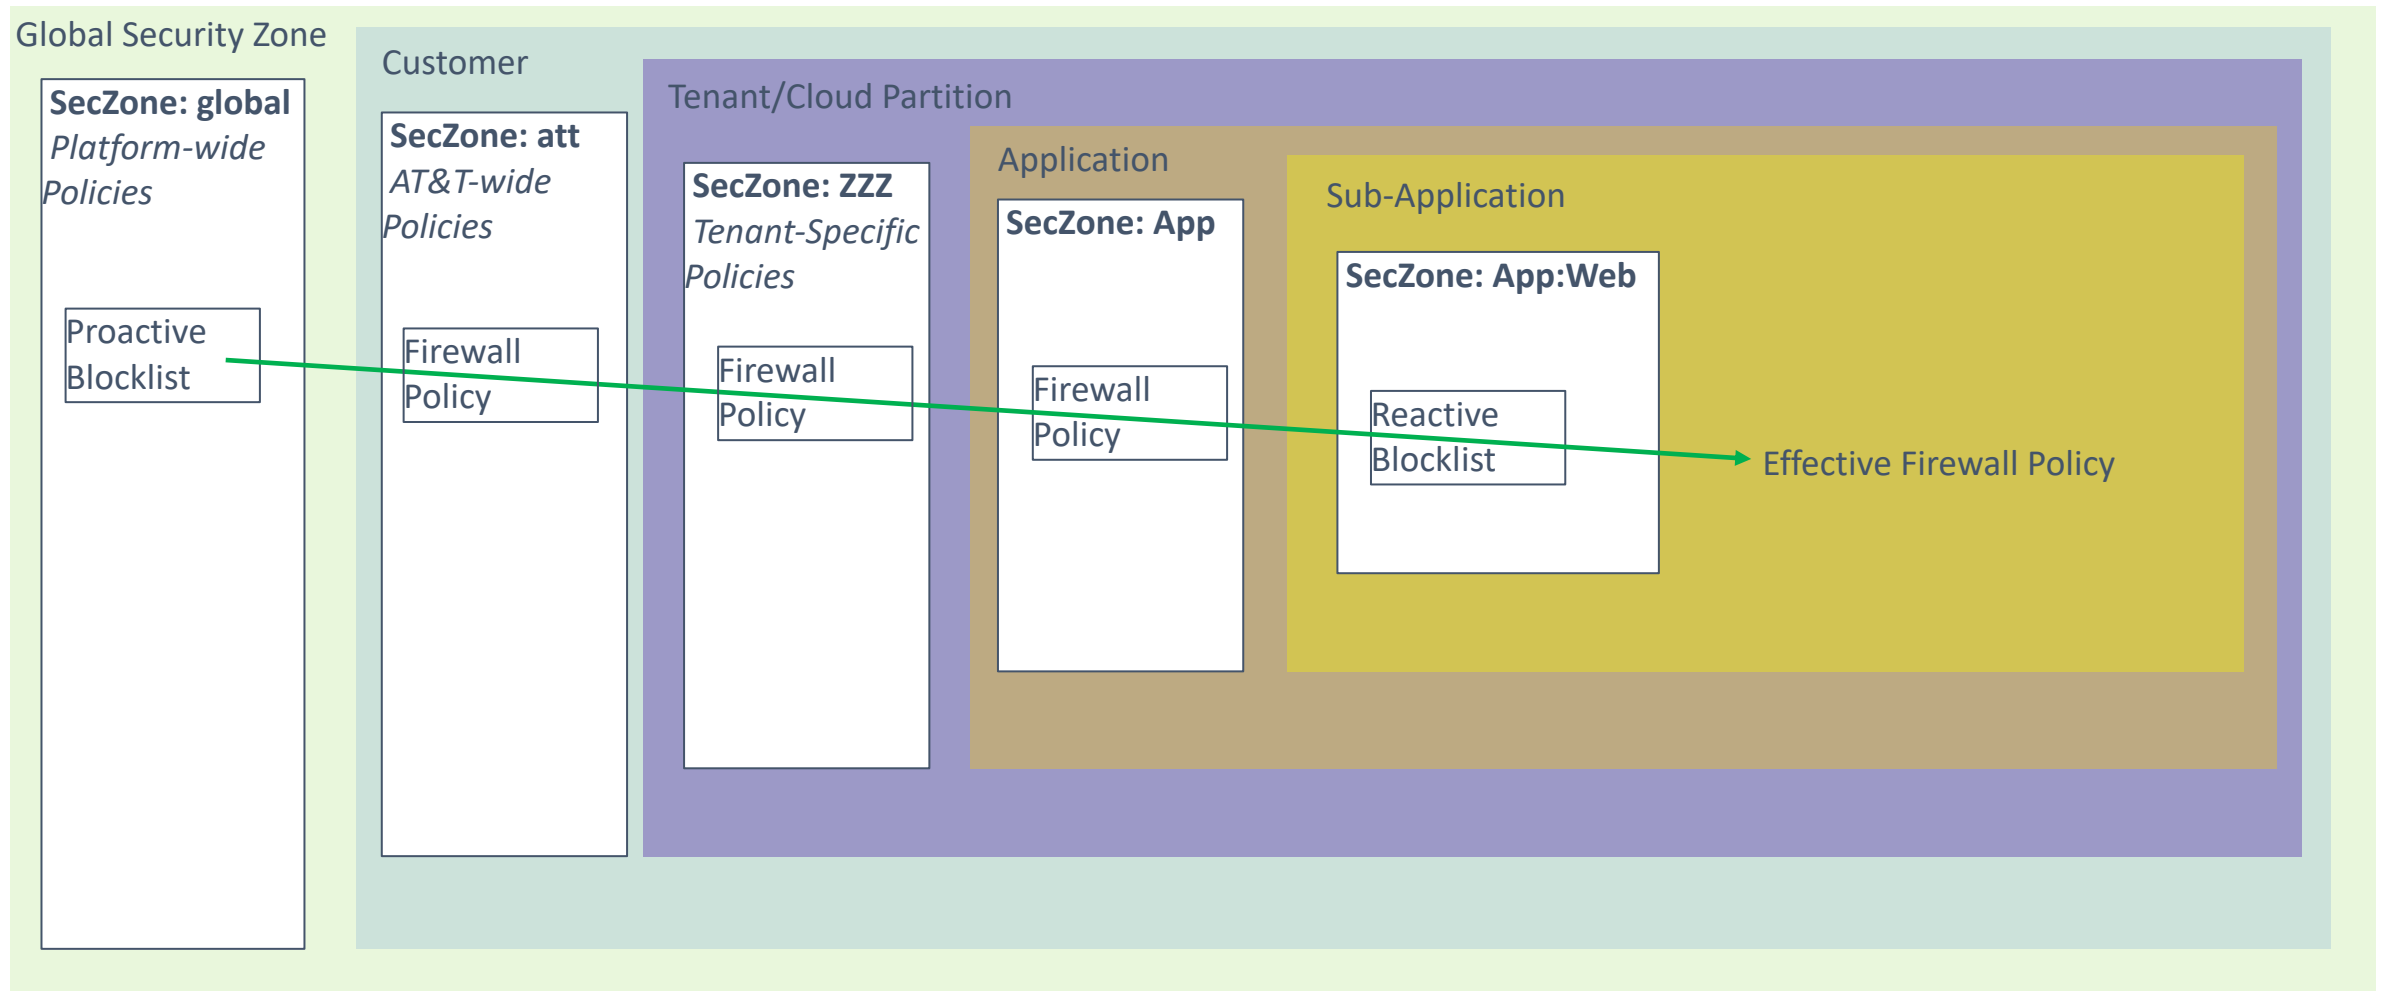 Global Security Zone
SecZone: global
Platform-wide
Policies
Proactive
Blocklist
Customer
SecZone: att
AT&T-wide
Policies
Firewall
Policy
Tenant/Cloud Partition
SecZone: ZZZ
Tenant-Specific
Policies
Firewall
Policy
Application
SecZone: App
Firewall
Policy
Sub-Application
SecZone: App:Web
Reactive
Blocklist
Effective Firewall Policy